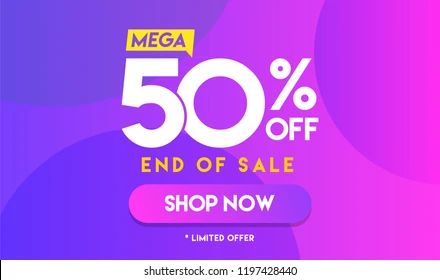 MEGA
50% OFF
END OF SALE
SHOP NOW
* LIMITED OFFER
shutterstock.com · 1197428440